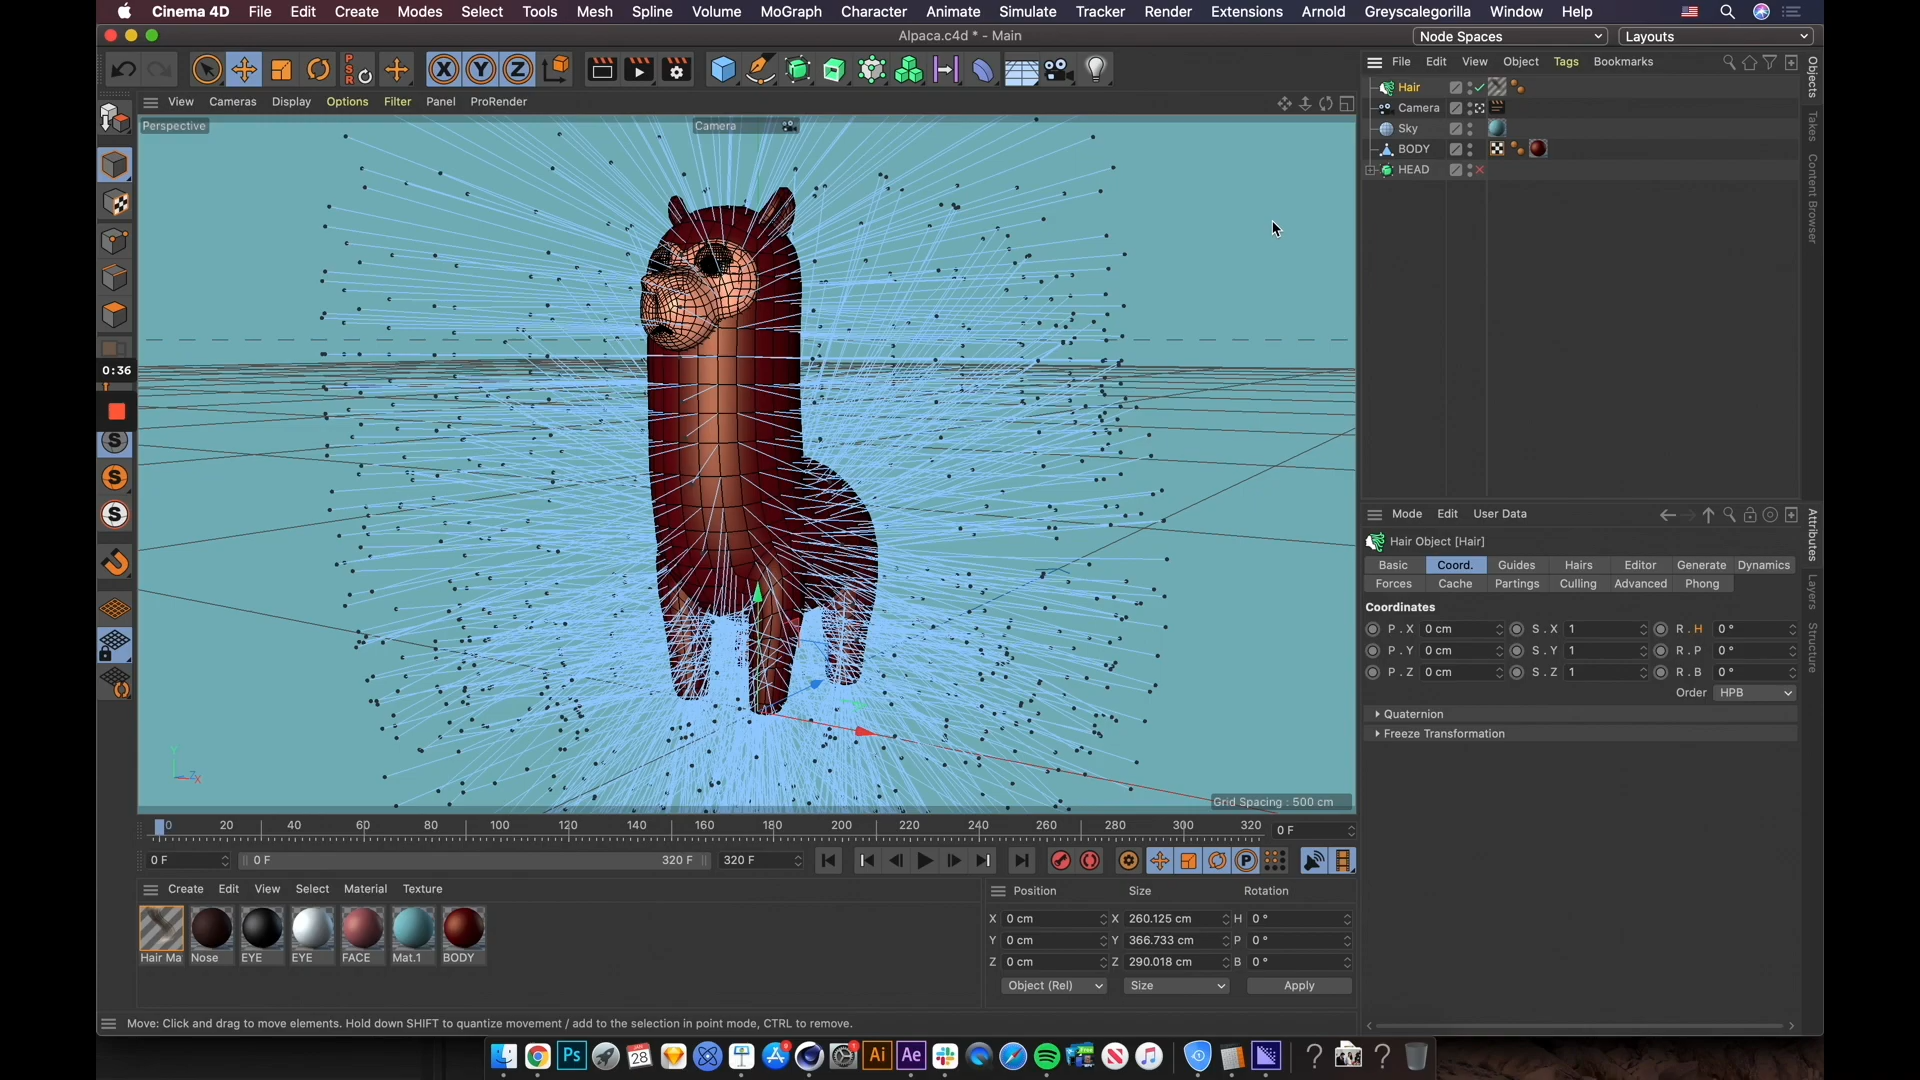 Cinema 4D File Edit Create Modes Select Tools Mesh Spline Volume MoGraph Character Animate Simulate Tracker Render Extensions Arnold Greyscalegorilla Window Help
Alpaca.c4d * - Main
Node Spaces
Layouts
PSR
X Y Z
File Edit View Object Tags Bookmarks
View Cameras Display Options Filter Panel ProRender
Perspective
Camera
Hair
Camera
Sky
BODY
HEAD
Objects
Takes
Content Browser
0:36
S
S
S
Y
Z
X
Grid Spacing : 500 cm
Mode Edit User Data
Hair Object [Hair]
Basic Coord. Guides Hairs Editor Generate Dynamics
Forces Cache Partings Culling Advanced Phong
Coordinates
P . X 0 cm S . X 1 R . H 0 °
P . Y 0 cm S . Y 1 R . P 0 °
P . Z 0 cm S . Z 1 R . B 0 °
Order HPB
Quaternion
Freeze Transformation
Attributes
Layers
Structure
0 20 40 60 80 100 120 140 160 180 200 220 240 260 280 300 320 0 F
0 F 0 F 320 F 320 F
P
Create Edit View Select Material Texture
Hair Ma Nose EYE EYE FACE Mat.1 BODY
Position Size Rotation
X 0 cm X 260.125 cm H 0 °
Y 0 cm Y 366.733 cm P 0 °
Z 0 cm Z 290.018 cm B 0 °
Object (Rel) Size Apply
Move: Click and drag to move elements. Hold down SHIFT to quantize movement / add to the selection in point mode, CTRL to remove.
Ps
28
Ai
Ae